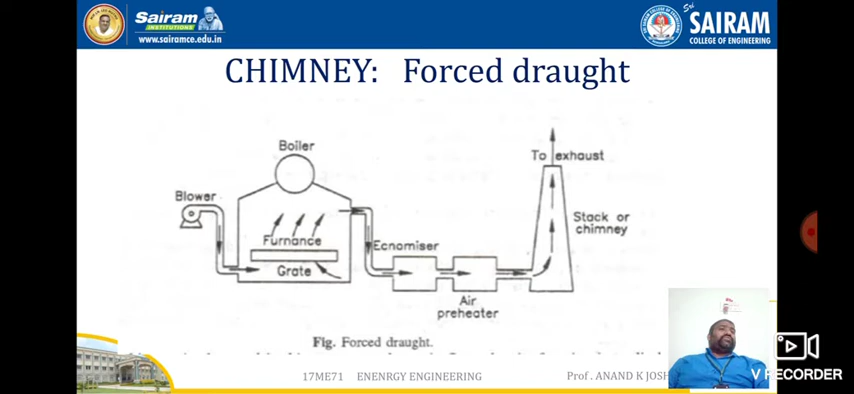 Sairam
INSTITUTIONS
www.sairamce.edu.in
Sri
SAIRAM
COLLEGE OF ENGINEERING
CHIMNEY: Forced draught
Boiler
To exhaust
Blower
Stack or
chimney
Furnance
Ecnomiser
Grate
Air
preheater
Fig. Forced draught.
17ME71 ENENRGY ENGINEERING
Prof. ANAND K JOSH
V RECORDER